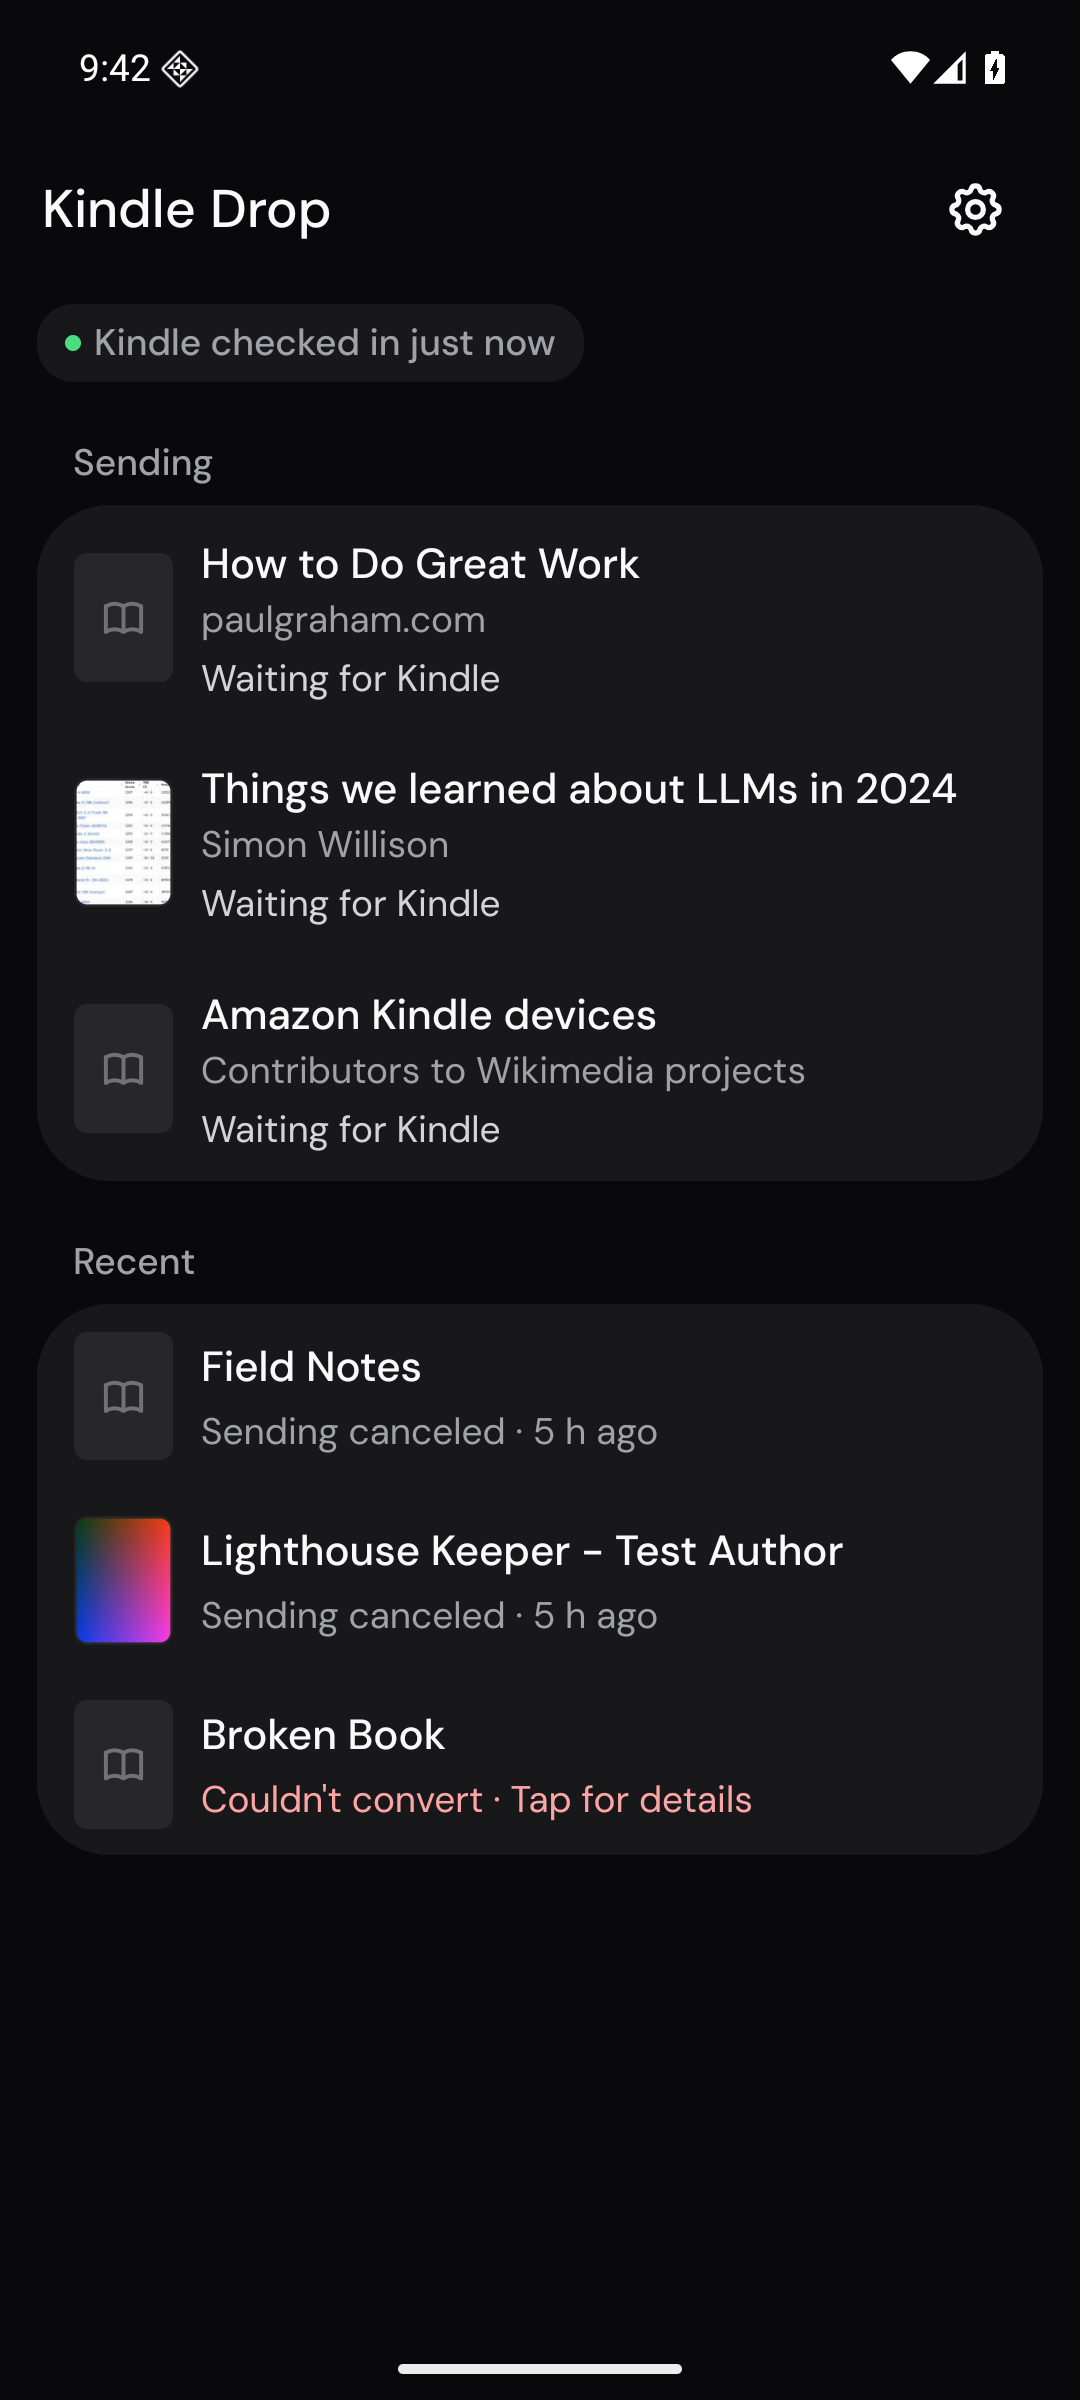 9:42
Kindle Drop
Kindle checked in just now
Sending
How to Do Great Work
paulgraham.com
Waiting for Kindle
Things we learned about LLMs in 2024
Simon Willison
Waiting for Kindle
Amazon Kindle devices
Contributors to Wikimedia projects
Waiting for Kindle
Recent
Field Notes
Sending canceled · 5 h ago
Lighthouse Keeper - Test Author
Sending canceled · 5 h ago
Broken Book
Couldn't convert · Tap for details